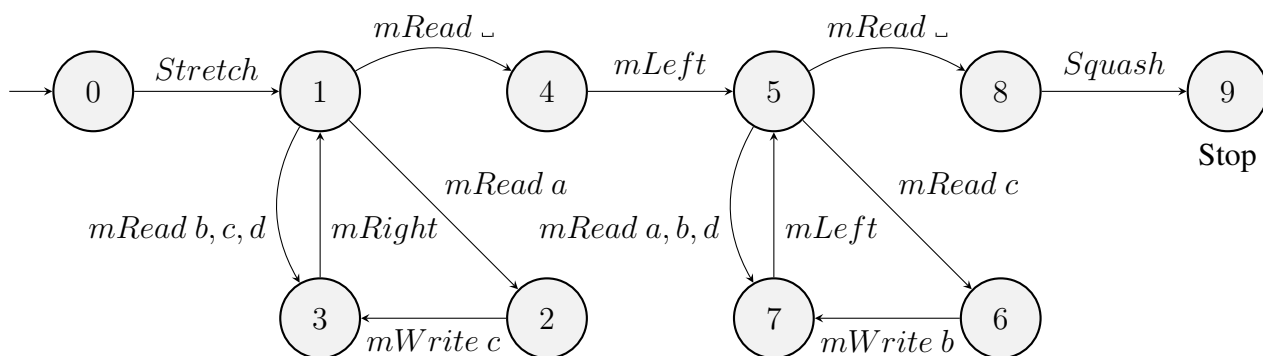 mRead ␣
mRead ␣
Stretch
mLeft
Squash
0
1
4
5
8
9
Stop
mRead a
mRead c
mRead b, c, d
mRight
mRead a, b, d
mLeft
3
2
7
6
mWrite c
mWrite b